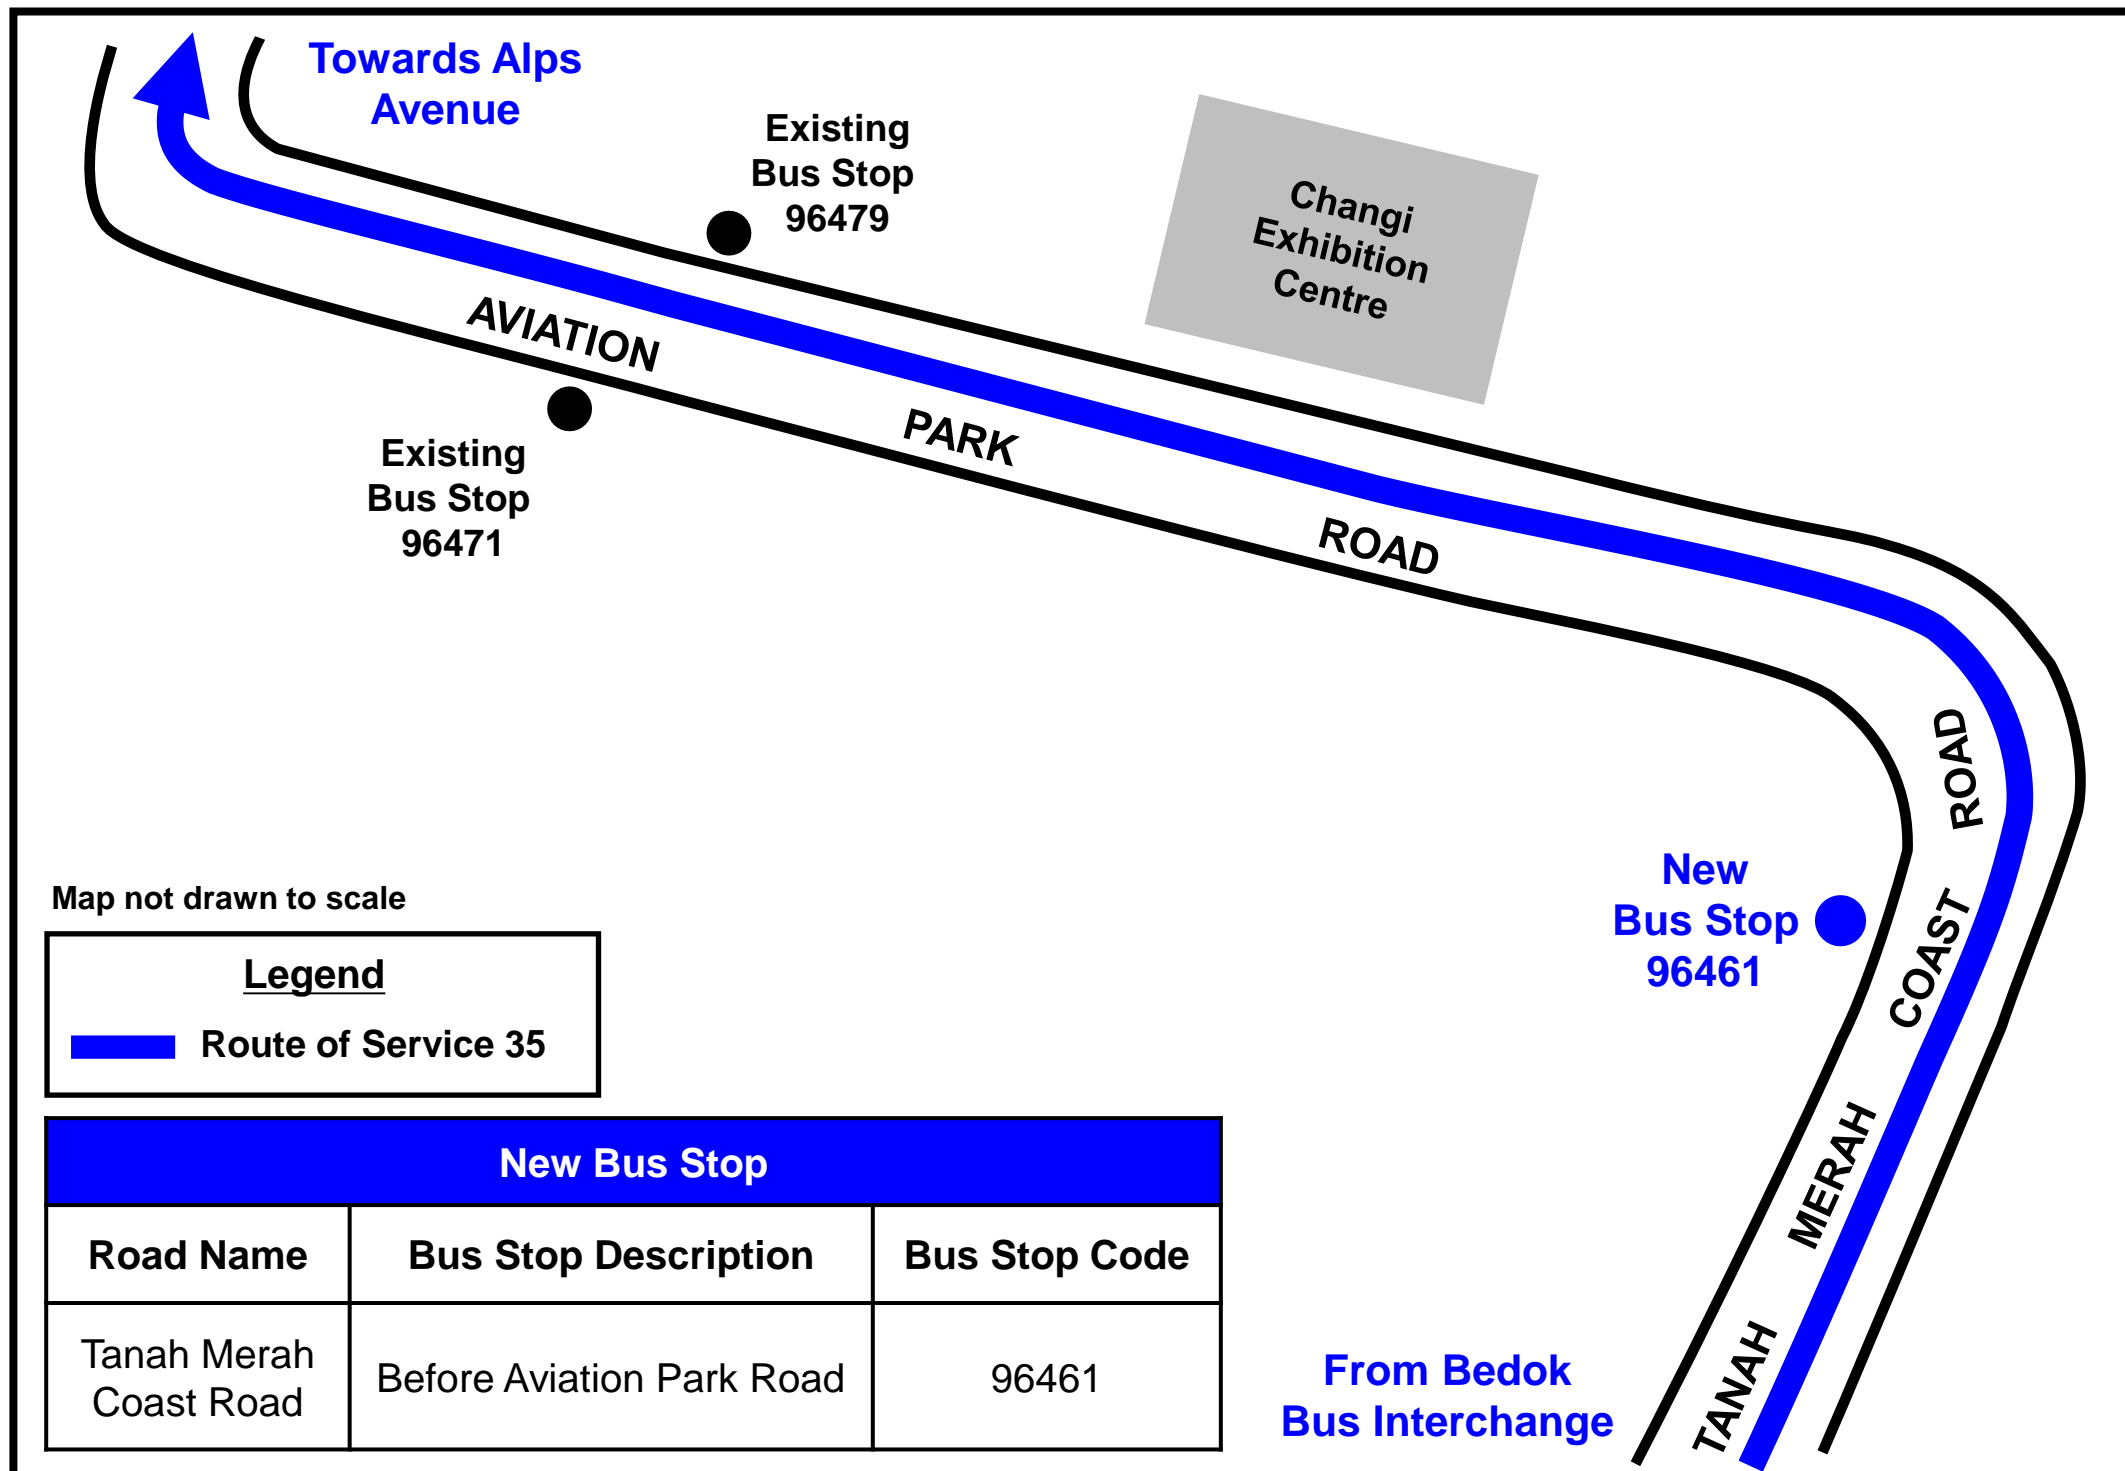 Towards Alps
Avenue
Existing
Bus Stop
96479
Changi
Exhibition
Centre
AVIATION
PARK
ROAD
Existing
Bus Stop
96471
New
Bus Stop
96461
TANAH
MERAH
COAST
ROAD
From Bedok
Bus Interchange
Map not drawn to scale
Legend
Route of Service 35
New Bus Stop
Road Name
Bus Stop Description
Bus Stop Code
Tanah Merah
Coast Road
Before Aviation Park Road
96461